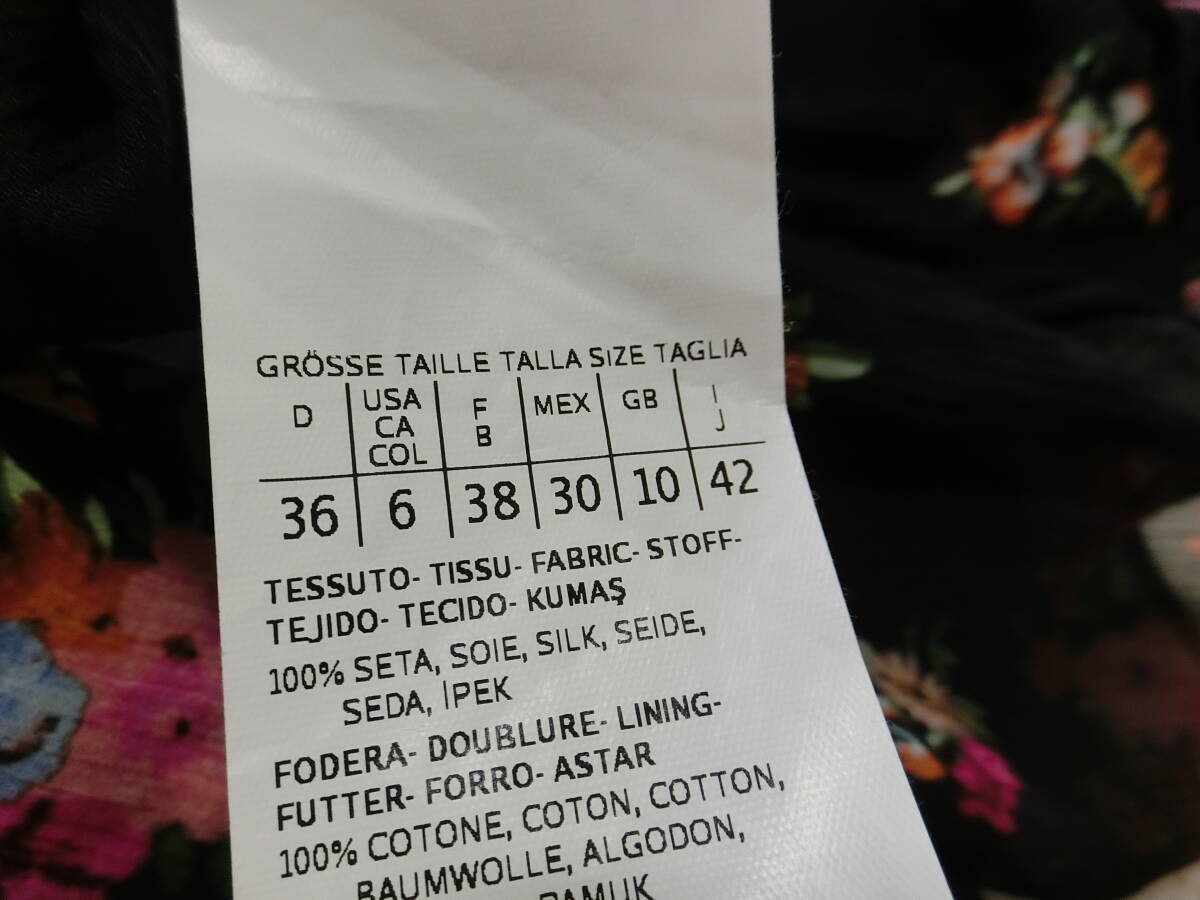 GRÖSSE TAILLE TALLA SIZE TAGLIA
D USA F MEX GB I
CA B J
COL
36 6 38 30 10 42
TESSUTO- TISSU- FABRIC- STOFF-
TEJIDO- TECIDO- KUMAŞ
100% SETA, SOIE, SILK, SEIDE,
SEDA, IPEK
FODERA- DOUBLURE- LINING-
FUTTER- FORRO- ASTAR
100% COTONE, COTON, COTTON,
BAUMWOLLE, ALGODON,
PAMUK